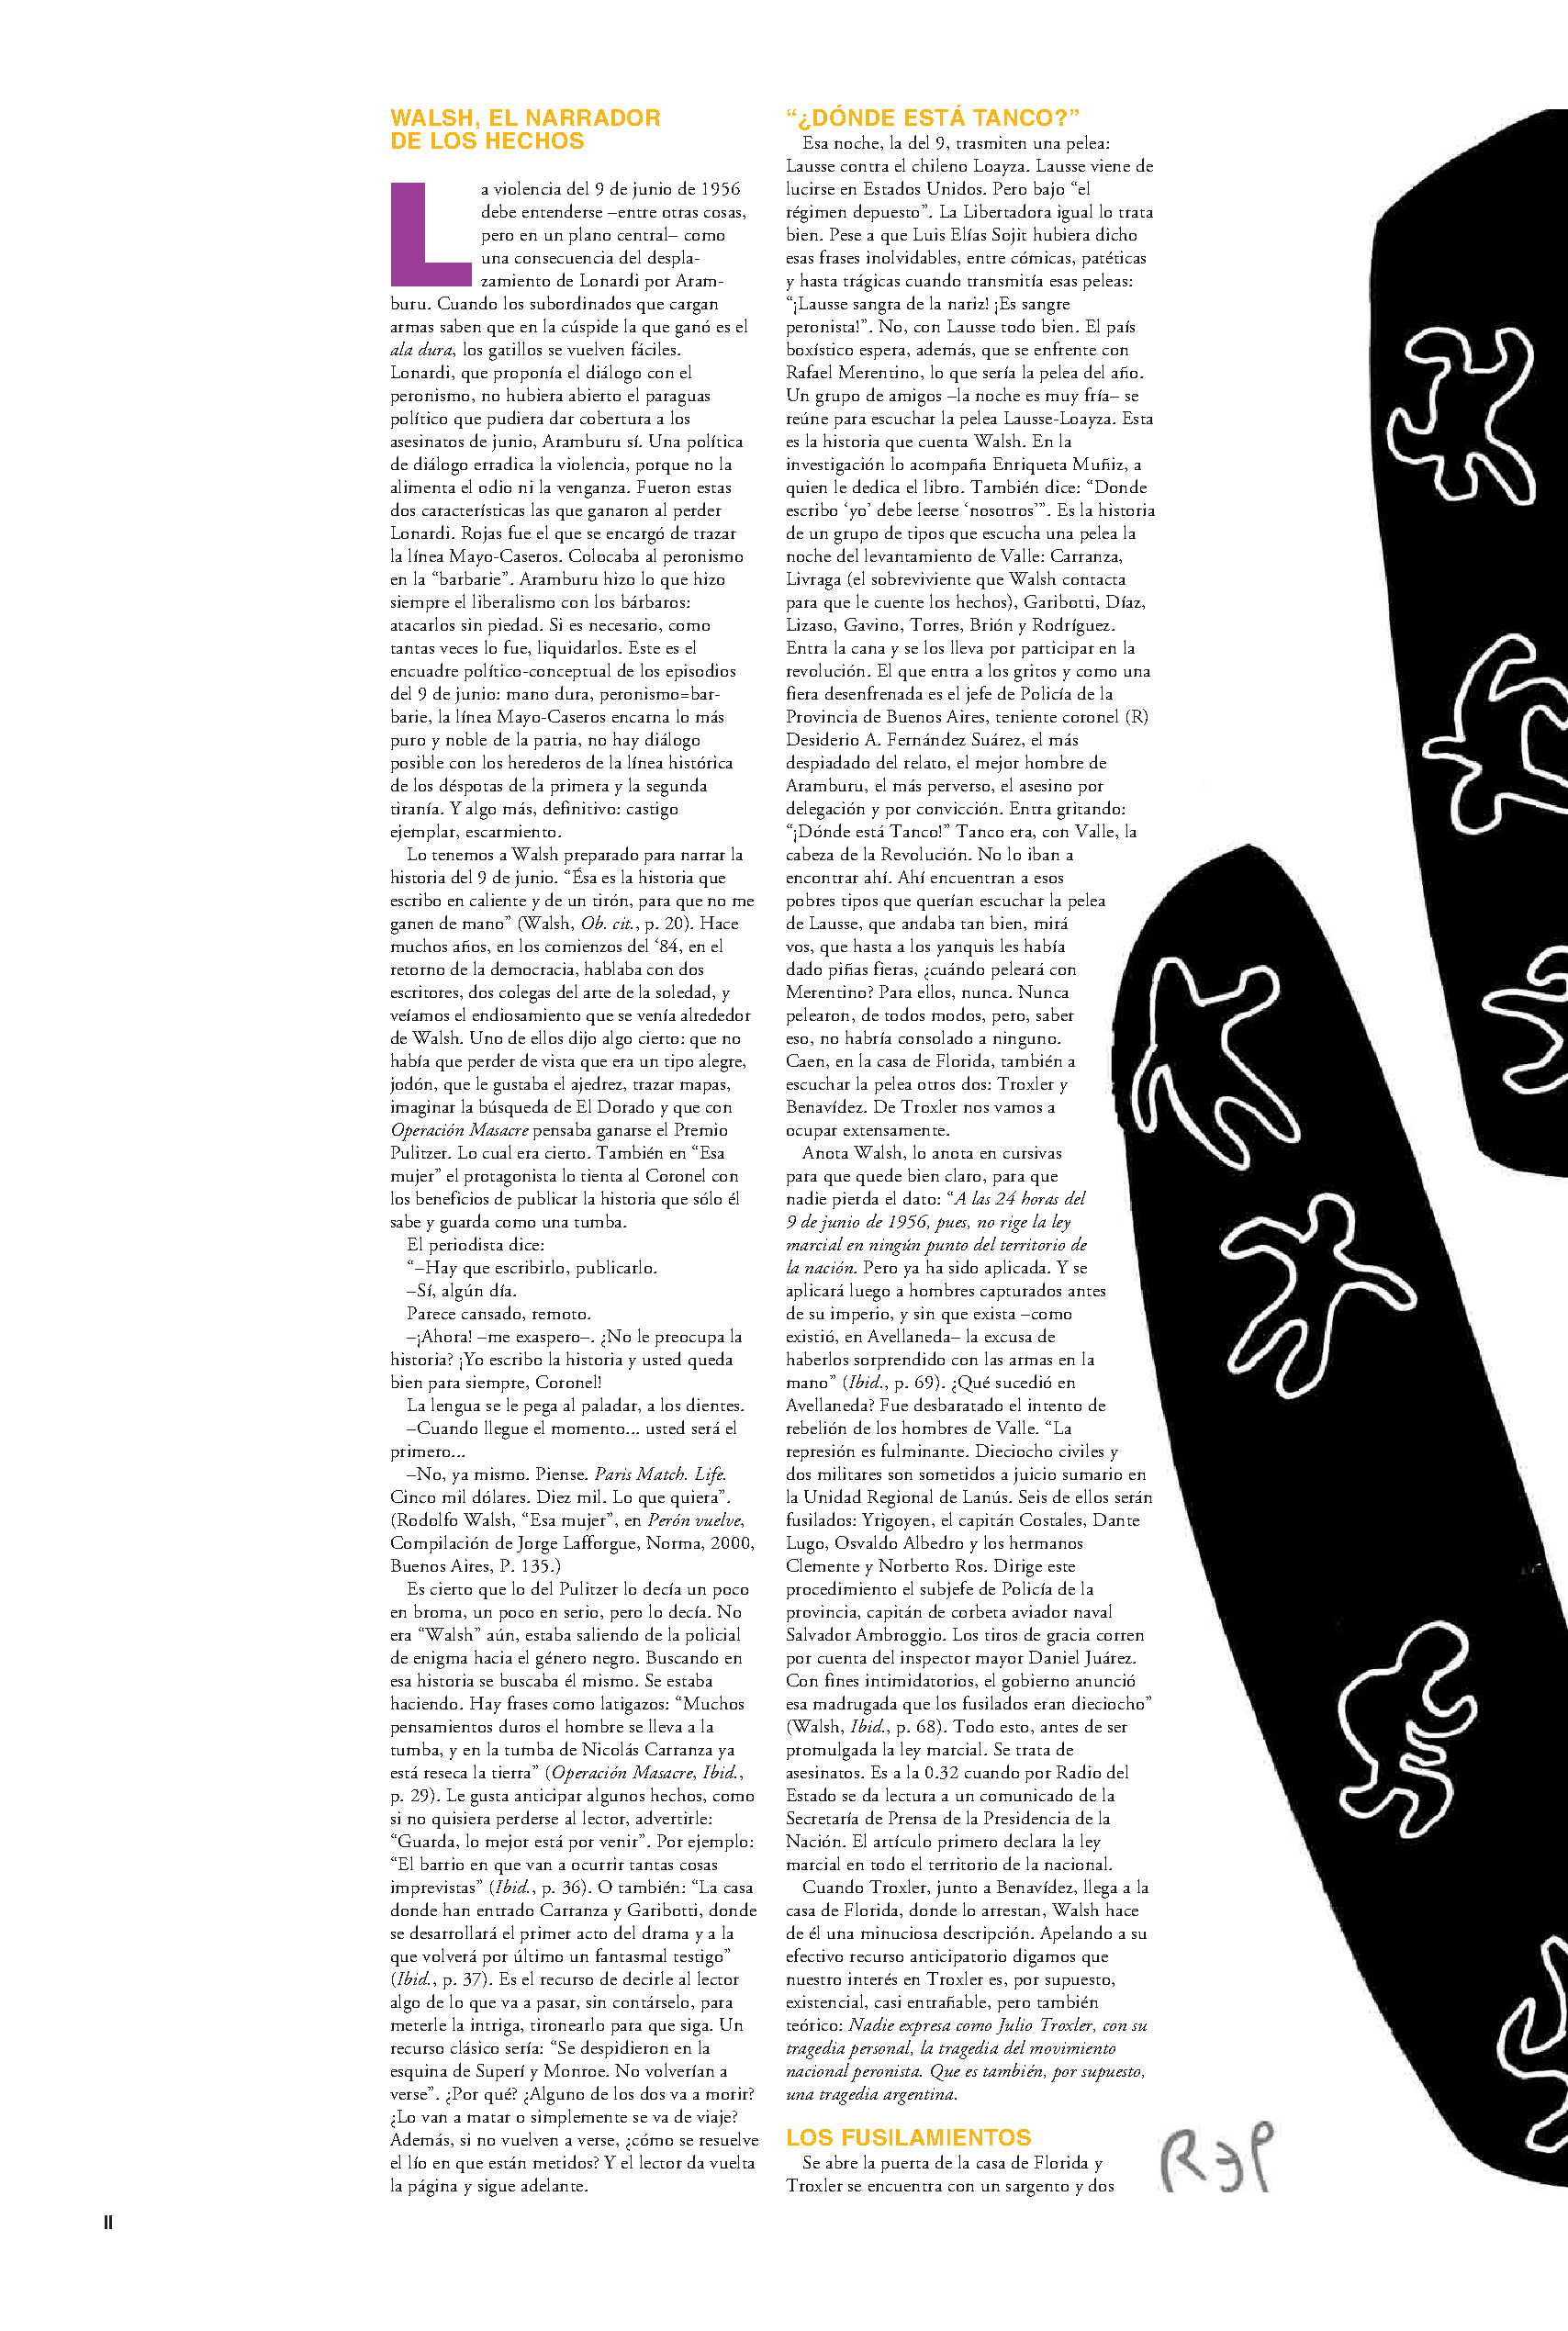 WALSH, EL NARRADOR
DE LOS HECHOS
La violencia del 9 de junio de 1956
debe entenderse –entre otras cosas,
pero en un plano central– como
una consecuencia del despla-
zamiento de Lonardi por Aram-
buru. Cuando los subordinados que cargan
armas saben que en la cúspide la que ganó es el
ala dura, los gatillos se vuelven fáciles.
Lonardi, que proponía el diálogo con el
peronismo, no hubiera abierto el paraguas
político que pudiera dar cobertura a los
asesinatos de junio, Aramburu sí. Una política
de diálogo erradica la violencia, porque no la
alimenta el odio ni la venganza. Fueron estas
dos características las que ganaron al perder
Lonardi. Rojas fue el que se encargó de trazar
la línea Mayo-Caseros. Colocaba al peronismo
en la “barbarie”. Aramburu hizo lo que hizo
siempre el liberalismo con los bárbaros:
atacarlos sin piedad. Si es necesario, como
tantas veces lo fue, liquidarlos. Este es el
encuadre político-conceptual de los episodios
del 9 de junio: mano dura, peronismo=bar-
barie, la línea Mayo-Caseros encarna lo más
puro y noble de la patria, no hay diálogo
posible con los herederos de la línea histórica
de los déspotas de la primera y la segunda
tiranía. Y algo más, definitivo: castigo
ejemplar, escarmiento.
Lo tenemos a Walsh preparado para narrar la
historia del 9 de junio. “Ésa es la historia que
escribo en caliente y de un tirón, para que no me
ganen de mano” (Walsh, Ob. cit., p. 20). Hace
muchos años, en los comienzos del ‘84, en el
retorno de la democracia, hablaba con dos
escritores, dos colegas del arte de la soledad, y
veíamos el endiosamiento que se venía alrededor
de Walsh. Uno de ellos dijo algo cierto: que no
había que perder de vista que era un tipo alegre,
jodón, que le gustaba el ajedrez, trazar mapas,
imaginar la búsqueda de El Dorado y que con
Operación Masacre pensaba ganarse el Premio
Pulitzer. Lo cual era cierto. También en “Esa
mujer” el protagonista lo tienta al Coronel con
los beneficios de publicar la historia que sólo él
sabe y guarda como una tumba.
El periodista dice:
“–Hay que escribirlo, publicarlo.
–Sí, algún día.
Parece cansado, remoto.
–¡Ahora! –me exaspero–. ¿No le preocupa la
historia? ¡Yo escribo la historia y usted queda
bien para siempre, Coronel!
La lengua se le pega al paladar, a los dientes.
–Cuando llegue el momento... usted será el
primero...
–No, ya mismo. Piense. Paris Match. Life.
Cinco mil dólares. Diez mil. Lo que quiera”.
(Rodolfo Walsh, “Esa mujer”, en Perón vuelve,
Compilación de Jorge Lafforgue, Norma, 2000,
Buenos Aires, P. 135.)
Es cierto que lo del Pulitzer lo decía un poco
en broma, un poco en serio, pero lo decía. No
era “Walsh” aún, estaba saliendo de la policial
de enigma hacia el género negro. Buscando en
esa historia se buscaba él mismo. Se estaba
haciendo. Hay frases como latigazos: “Muchos
pensamientos duros el hombre se lleva a la
tumba, y en la tumba de Nicolás Carranza ya
está reseca la tierra” (Operación Masacre, Ibid.,
p. 29). Le gusta anticipar algunos hechos, como
si no quisiera perderse al lector, advertirle:
“Guarda, lo mejor está por venir”. Por ejemplo:
“El barrio en que van a ocurrir tantas cosas
imprevistas” (Ibid., p. 36). O también: “La casa
donde han entrado Carranza y Garibotti, donde
se desarrollará el primer acto del drama y a la
que volverá por último un fantasmal testigo”
(Ibid., p. 37). Es el recurso de decirle al lector
algo de lo que va a pasar, sin contárselo, para
meterle la intriga, tironearlo para que siga. Un
recurso clásico sería: “Se despidieron en la
esquina de Superí y Monroe. No volverían a
verse”. ¿Por qué? ¿Alguno de los dos va a morir?
¿Lo van a matar o simplemente se va de viaje?
Además, si no vuelven a verse, ¿cómo se resuelve
el lío en que están metidos? Y el lector da vuelta
la página y sigue adelante.
“¿DÓNDE ESTÁ TANCO?”
Esa noche, la del 9, trasmiten una pelea:
Lausse contra el chileno Loayza. Lausse viene de
lucirse en Estados Unidos. Pero bajo “el
régimen depuesto”. La Libertadora igual lo trata
bien. Pese a que Luis Elías Sojit hubiera dicho
esas frases inolvidables, entre cómicas, patéticas
y hasta trágicas cuando transmitía esas peleas:
“¡Lausse sangra de la nariz! ¡Es sangre
peronista!”. No, con Lausse todo bien. El país
boxístico espera, además, que se enfrente con
Rafael Merentino, lo que sería la pelea del año.
Un grupo de amigos –la noche es muy fría– se
reúne para escuchar la pelea Lausse-Loayza. Esta
es la historia que cuenta Walsh. En la
investigación lo acompaña Enriqueta Muñiz, a
quien le dedica el libro. También dice: “Donde
escribo ‘yo’ debe leerse ‘nosotros’”. Es la historia
de un grupo de tipos que escucha una pelea la
noche del levantamiento de Valle: Carranza,
Livraga (el sobreviviente que Walsh contacta
para que le cuente los hechos), Garibotti, Díaz,
Lizaso, Gavino, Torres, Brión y Rodríguez.
Entra la cana y se los lleva por participar en la
revolución. El que entra a los gritos y como una
fiera desenfrenada es el jefe de Policía de la
Provincia de Buenos Aires, teniente coronel (R)
Desiderio A. Fernández Suárez, el más
despiadado del relato, el mejor hombre de
Aramburu, el más perverso, el asesino por
delegación y por convicción. Entra gritando:
“¡Dónde está Tanco!” Tanco era, con Valle, la
cabeza de la Revolución. No lo iban a
encontrar ahí. Ahí encuentran a esos
pobres tipos que querían escuchar la pelea
de Lausse, que andaba tan bien, mirá
vos, que hasta a los yanquis les había
dado piñas fieras, ¿cuándo peleará con
Merentino? Para ellos, nunca. Nunca
pelearon, de todos modos, pero, saber
eso, no habría consolado a ninguno.
Caen, en la casa de Florida, también a
escuchar la pelea otros dos: Troxler y
Benavídez. De Troxler nos vamos a
ocupar extensamente.
Anota Walsh, lo anota en cursivas
para que quede bien claro, para que
nadie pierda el dato: “A las 24 horas del
9 de junio de 1956, pues, no rige la ley
marcial en ningún punto del territorio de
la nación. Pero ya ha sido aplicada. Y se
aplicará luego a hombres capturados antes
de su imperio, y sin que exista –como
existió, en Avellaneda– la excusa de
haberlos sorprendido con las armas en la
mano” (Ibid., p. 69). ¿Qué sucedió en
Avellaneda? Fue desbaratado el intento de
rebelión de los hombres de Valle. “La
represión es fulminante. Dieciocho civiles y
dos militares son sometidos a juicio sumario en
la Unidad Regional de Lanús. Seis de ellos serán
fusilados: Yrigoyen, el capitán Costales, Dante
Lugo, Osvaldo Albedro y los hermanos
Clemente y Norberto Ros. Dirige este
procedimiento el subjefe de Policía de la
provincia, capitán de corbeta aviador naval
Salvador Ambroggio. Los tiros de gracia corren
por cuenta del inspector mayor Daniel Juárez.
Con fines intimidatorios, el gobierno anunció
esa madrugada que los fusilados eran dieciocho”
(Walsh, Ibid., p. 68). Todo esto, antes de ser
promulgada la ley marcial. Se trata de
asesinatos. Es a la 0.32 cuando por Radio del
Estado se da lectura a un comunicado de la
Secretaría de Prensa de la Presidencia de la
Nación. El artículo primero declara la ley
marcial en todo el territorio de la nacional.
Cuando Troxler, junto a Benavídez, llega a la
casa de Florida, donde lo arrestan, Walsh hace
de él una minuciosa descripción. Apelando a su
efectivo recurso anticipatorio digamos que
nuestro interés en Troxler es, por supuesto,
existencial, casi entrañable, pero también
teórico: Nadie expresa como Julio Troxler, con su
tragedia personal, la tragedia del movimiento
nacional peronista. Que es también, por supuesto,
una tragedia argentina.
LOS FUSILAMIENTOS
Se abre la puerta de la casa de Florida y
Troxler se encuentra con un sargento y dos
Rep
II